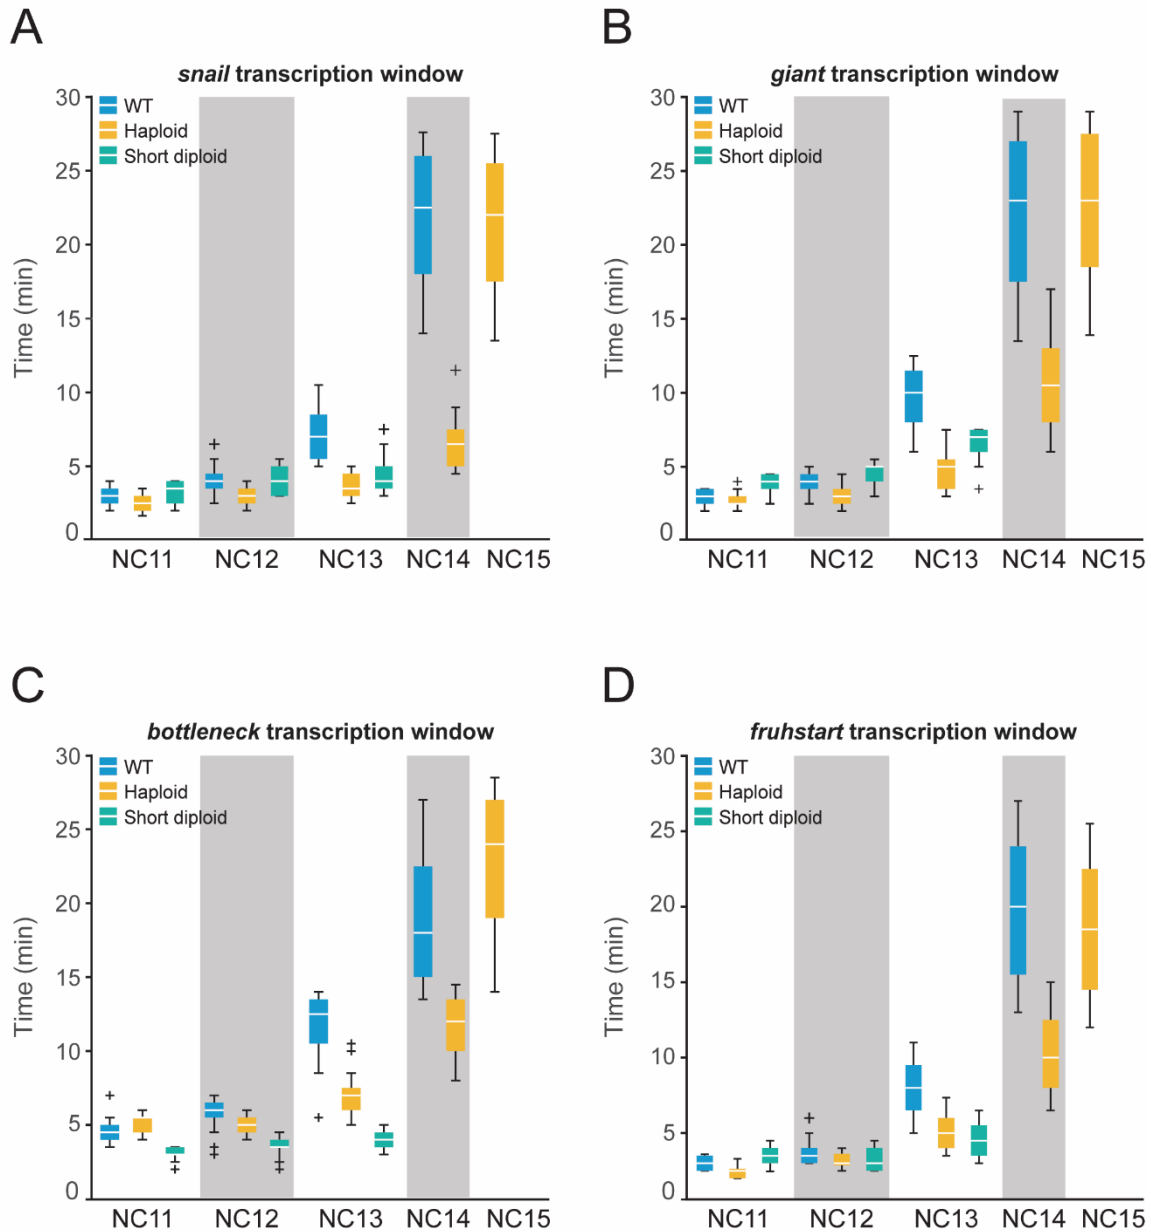 A
snail transcription window
30
25
20
15
10
5
0
Time (min)
WT
Haploid
Short diploid
NC11 NC12 NC13 NC14 NC15
B
giant transcription window
30
25
20
15
10
5
0
Time (min)
WT
Haploid
Short diploid
NC11 NC12 NC13 NC14 NC15
C
bottleneck transcription window
30
25
20
15
10
5
0
Time (min)
WT
Haploid
Short diploid
NC11 NC12 NC13 NC14 NC15
D
fruhstart transcription window
30
25
20
15
10
5
0
Time (min)
WT
Haploid
Short diploid
NC11 NC12 NC13 NC14 NC15